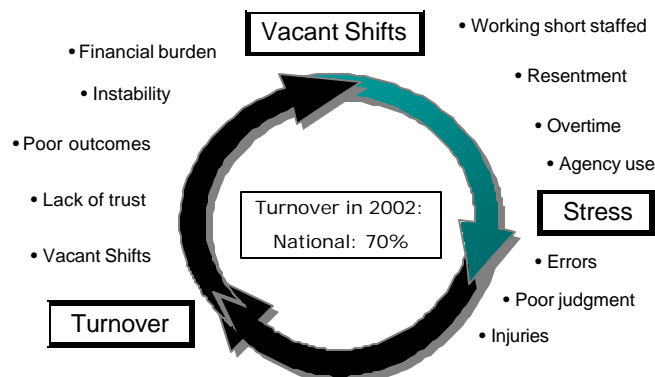 Vacant Shifts
• Working short staffed
• Resentment
• Overtime
• Agency use
Stress
• Errors
• Poor judgment
• Injuries
Turnover
• Vacant Shifts
• Lack of trust
• Poor outcomes
• Instability
• Financial burden
Turnover in 2002:
National: 70%